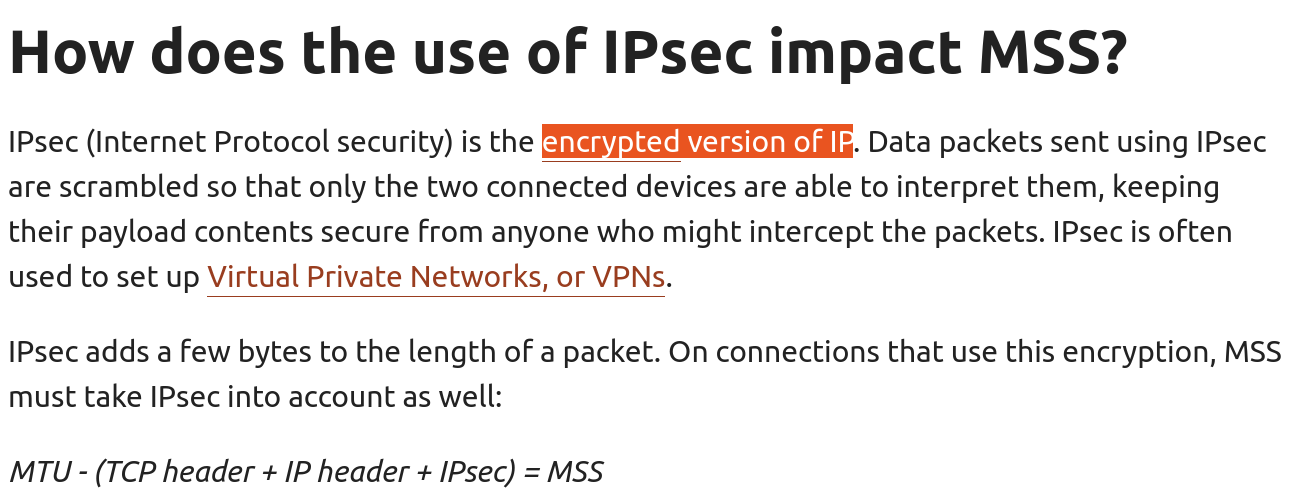 How does the use of IPsec impact MSS?
IPsec (Internet Protocol security) is the encrypted version of IP. Data packets sent using IPsec
are scrambled so that only the two connected devices are able to interpret them, keeping
their payload contents secure from anyone who might intercept the packets. IPsec is often
used to set up Virtual Private Networks, or VPNs.
IPsec adds a few bytes to the length of a packet. On connections that use this encryption, MSS
must take IPsec into account as well:
MTU - (TCP header + IP header + IPsec) = MSS